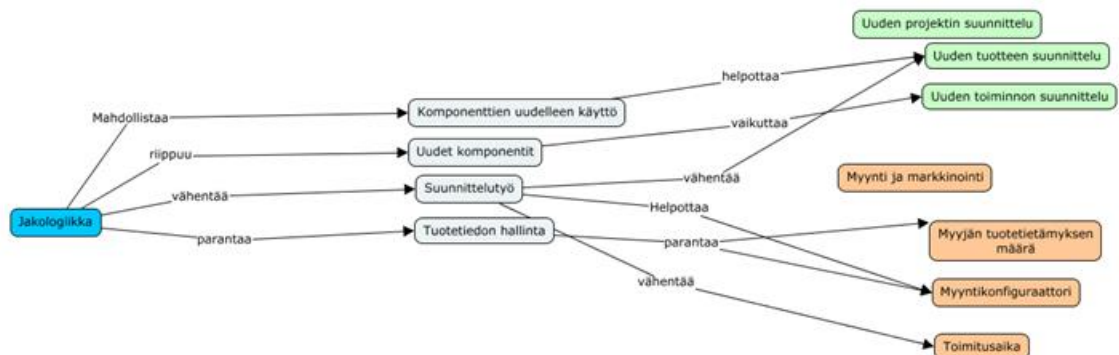 Uuden projektin suunnittelu
Uuden tuotteen suunnittelu
helpottaa
Uuden toiminnon suunnittelu
Komponenttien uudelleen käyttö
Mahdollistaa
vaikuttaa
Uudet komponentit
riippuu
vähentää
Myynti ja markkinointi
Suunnittelutyö
vähentää
Helpottaa
Jakologiikka
Tuotetiedon hallinta
Myyjän tuotetietämyksen
määrä
parantaa
parantaa
vähentää
Myyntikonfiguraattori
Toimitusaika